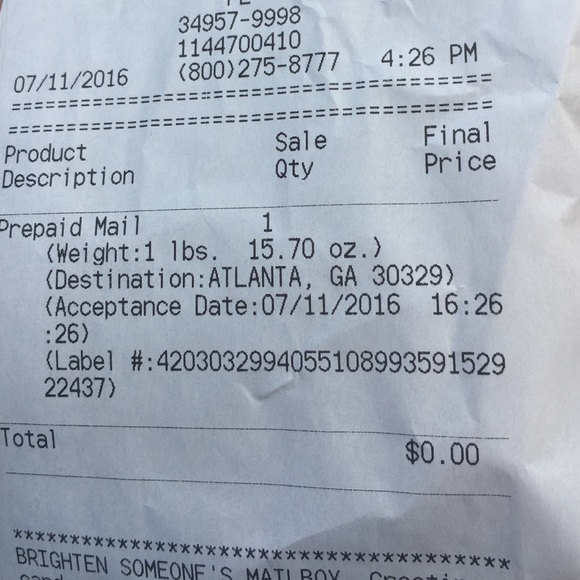 FL
34957-9998
1144700410
07/11/2016 (800)275-8777 4:26 PM
==========================================
==========================================
Product Sale Final
Description Qty Price
Prepaid Mail 1
(Weight:1 lbs. 15.70 oz.)
(Destination:ATLANTA, GA 30329)
(Acceptance Date:07/11/2016 16:26
:26)
(Label #:42030329940551108993591529
22437)
Total $0.00
****************************************
BRIGHTEN SOMEONE'S MAILBOX.